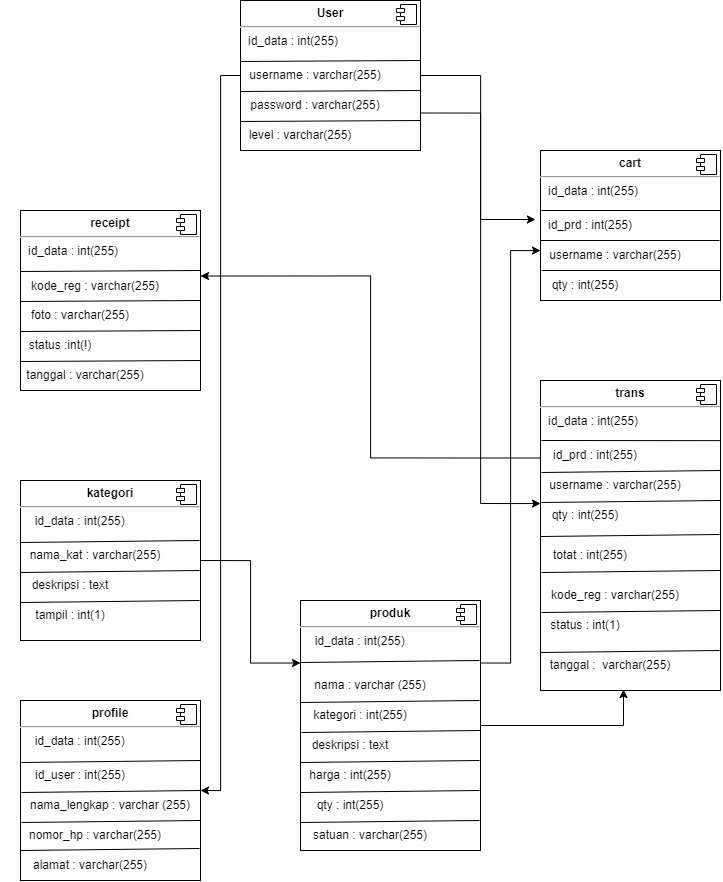 User
id_data : int(255)
username : varchar(255)
password : varchar(255)
level : varchar(255)
cart
id_data : int(255)
id_prd : int(255)
username : varchar(255)
qty : int(255)
receipt
id_data : int(255)
kode_reg : varchar(255)
foto : varchar(255)
status :int(!)
tanggal : varchar(255)
trans
id_data : int(255)
id_prd : int(255)
username : varchar(255)
qty : int(255)
totat : int(255)
kode_reg : varchar(255)
status : int(1)
tanggal :  varchar(255)
kategori
id_data : int(255)
nama_kat : varchar(255)
deskripsi : text
tampil : int(1)
produk
id_data : int(255)
nama : varchar (255)
kategori : int(255)
deskripsi : text
harga : int(255)
qty : int(255)
satuan : varchar(255)
profile
id_data : int(255)
id_user : int(255)
nama_lengkap : varchar (255)
nomor_hp : varchar(255)
alamat : varchar(255)